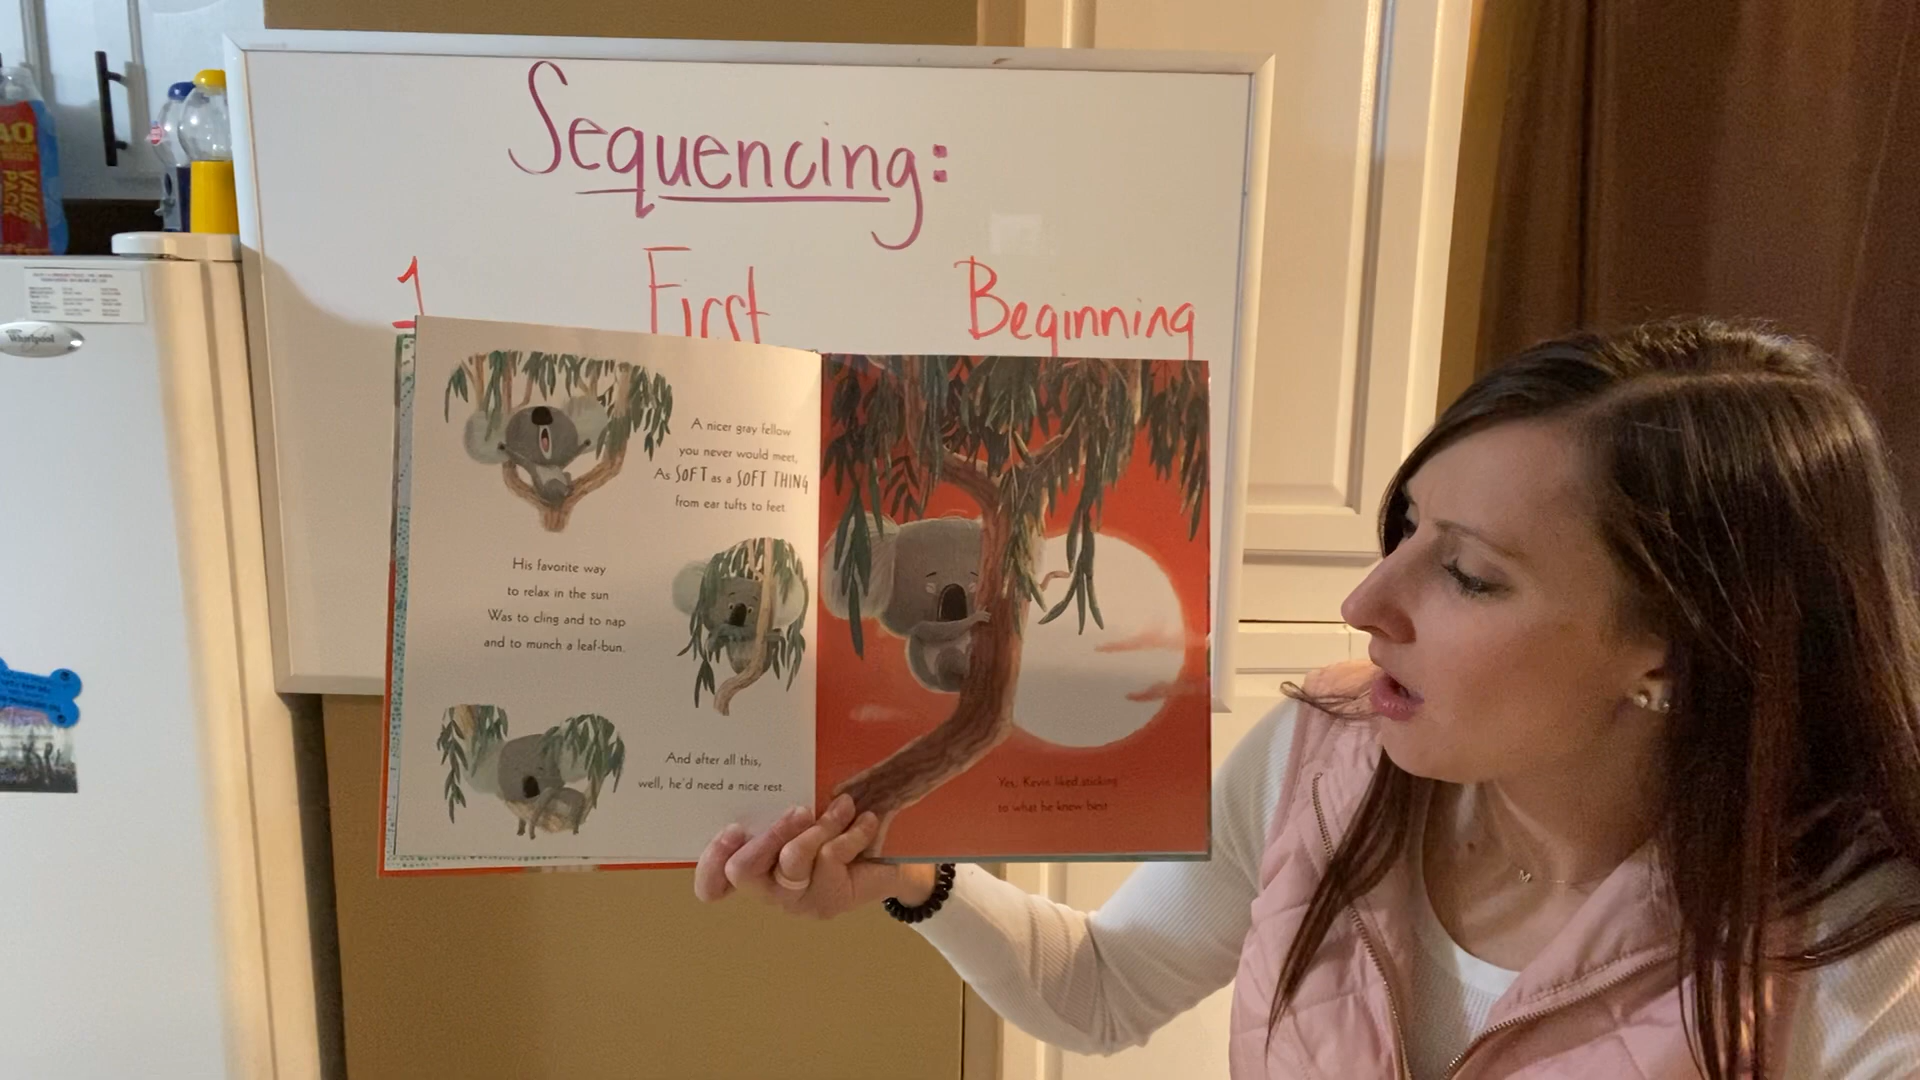 Sequencing:
1 First Beginning
40
VALUE
PACK
Whirlpool
A nicer gray fellow
you never would meet,
As SOFT as a SOFT THING
from ear tufts to feet.
His favorite way
to relax in the sun
Was to cling and to nap
and to munch a leaf-bun.
And after all this,
well, he'd need a nice rest.
Yes, Kevin liked sticking
to what he knew best.
M